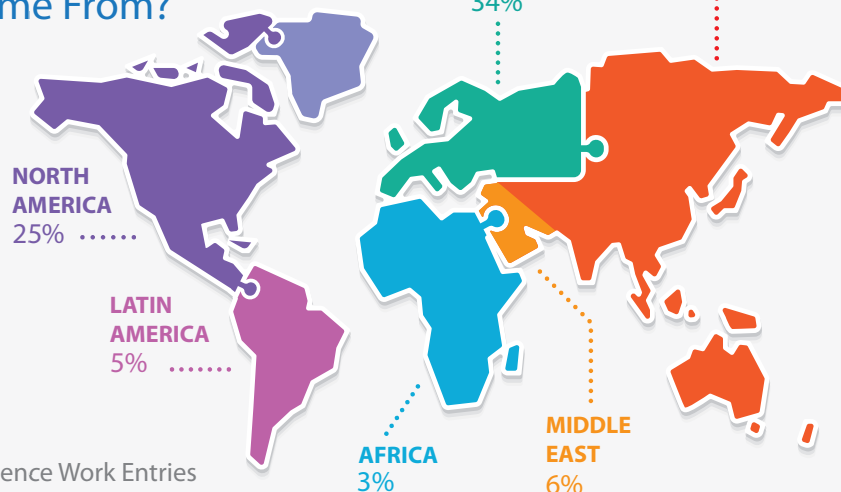 me From?
34%
NORTH
AMERICA
25%
LATIN
AMERICA
5%
AFRICA
3%
MIDDLE
EAST
6%
ence Work Entries